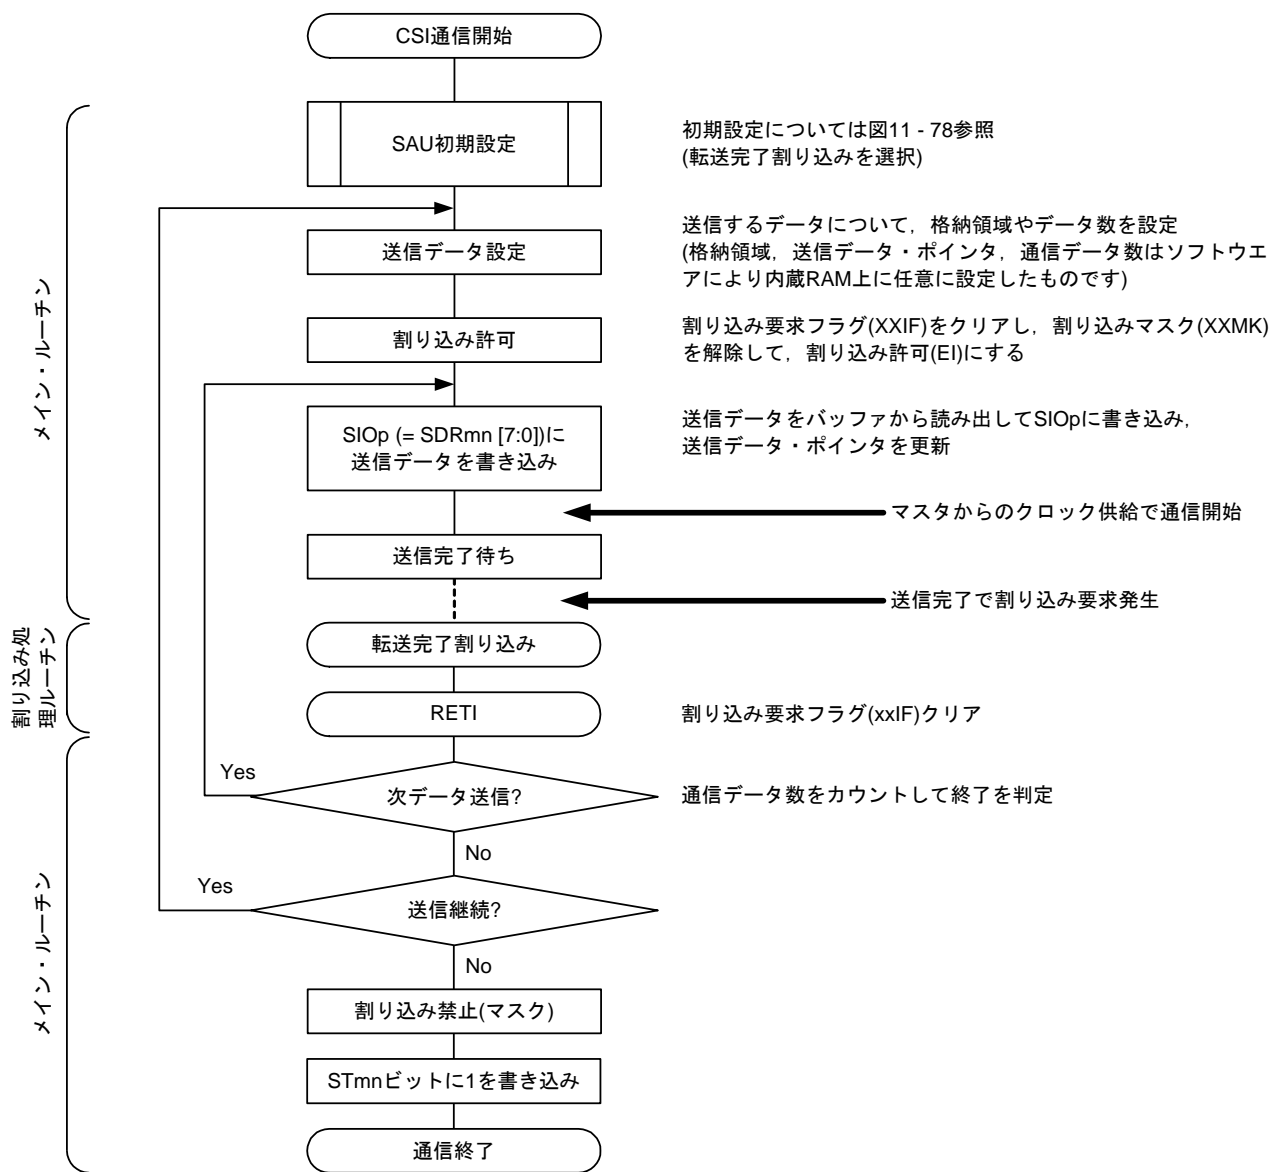 CSI通信開始
SAU初期設定
初期設定については図11 - 78参照
(転送完了割り込みを選択)
送信データ設定
送信するデータについて，格納領域やデータ数を設定
(格納領域，送信データ・ポインタ，通信データ数はソフトウエ
アにより内蔵RAM上に任意に設定したものです)
メイン・ルーチン
割り込み許可
割り込み要求フラグ(XXIF)をクリアし，割り込みマスク(XXMK)
を解除して，割り込み許可(EI)にする
SIOp (= SDRmn [7:0])に
送信データを書き込み
送信データをバッファから読み出してSIOpに書き込み，
送信データ・ポインタを更新
マスタからのクロック供給で通信開始
送信完了待ち
送信完了で割り込み要求発生
割り込み処
理ルーチン
転送完了割り込み
RETI
割り込み要求フラグ(xxIF)クリア
Yes
次データ送信?
通信データ数をカウントして終了を判定
No
Yes
送信継続?
No
メイン・ルーチン
割り込み禁止(マスク)
STmnビットに1を書き込み
通信終了